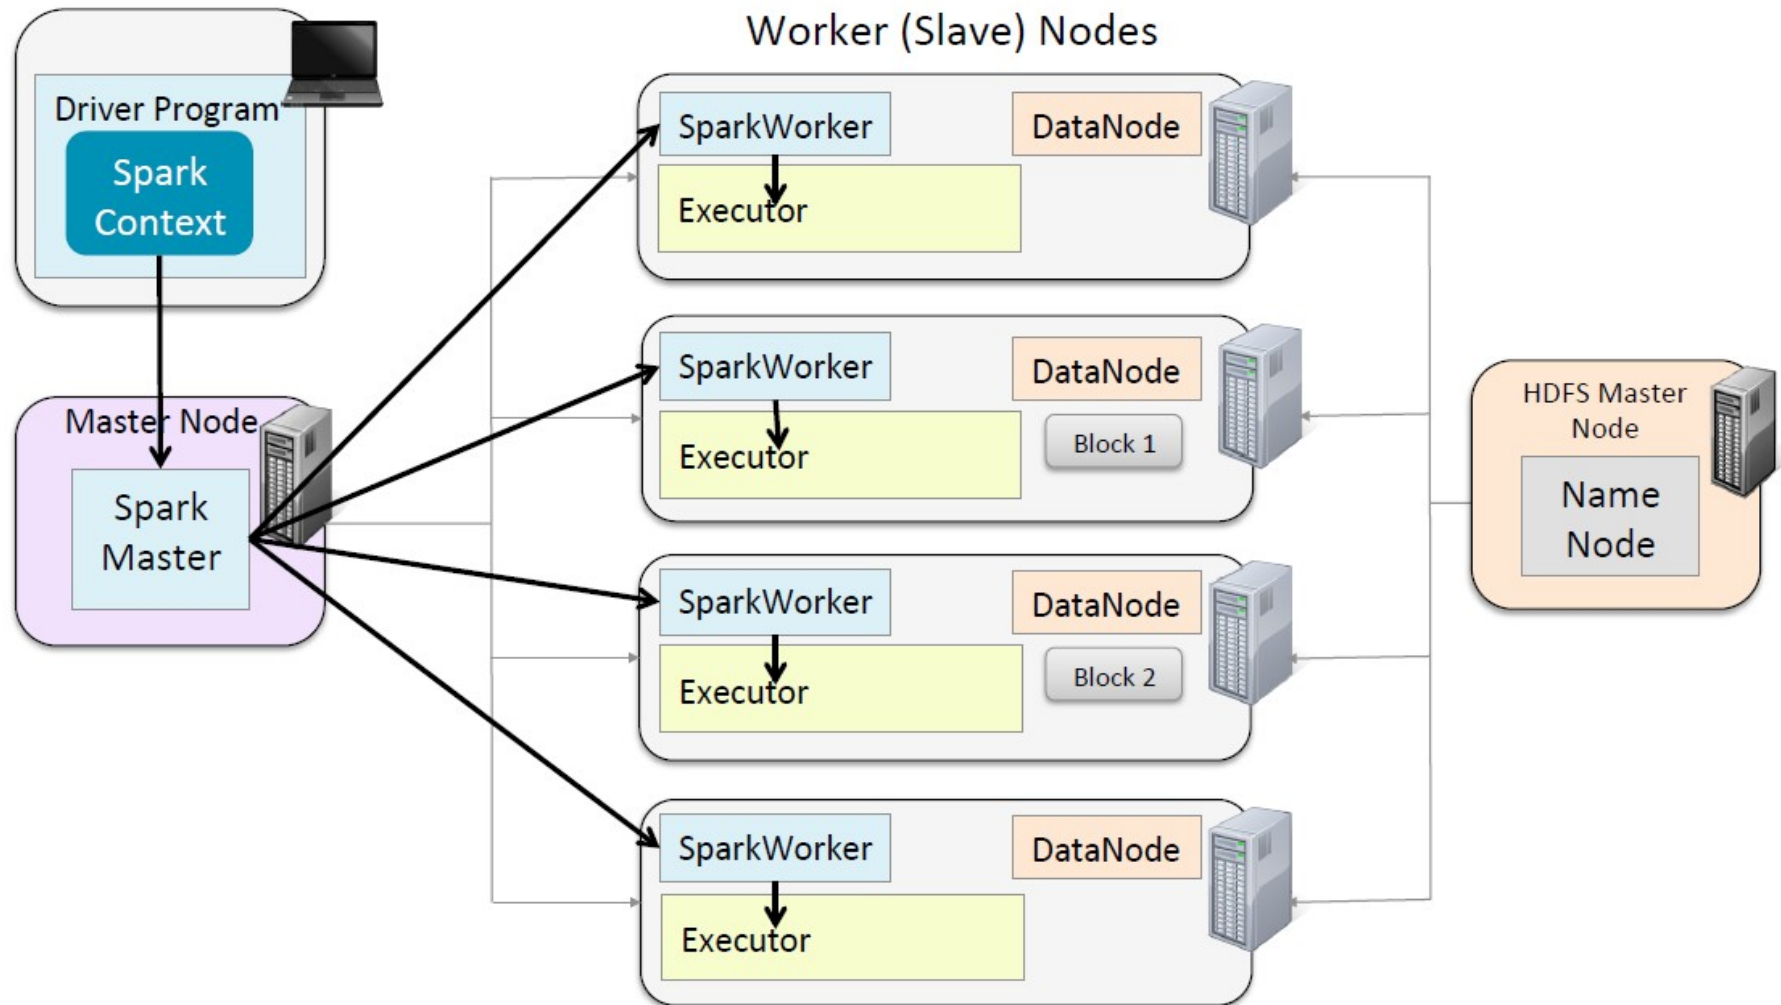 Worker (Slave) Nodes
Driver Program
Spark
Context
Master Node
Spark
Master
SparkWorker
DataNode
Executor
SparkWorker
DataNode
Executor
Block 1
SparkWorker
DataNode
Executor
Block 2
SparkWorker
DataNode
Executor
HDFS Master
Node
Name
Node